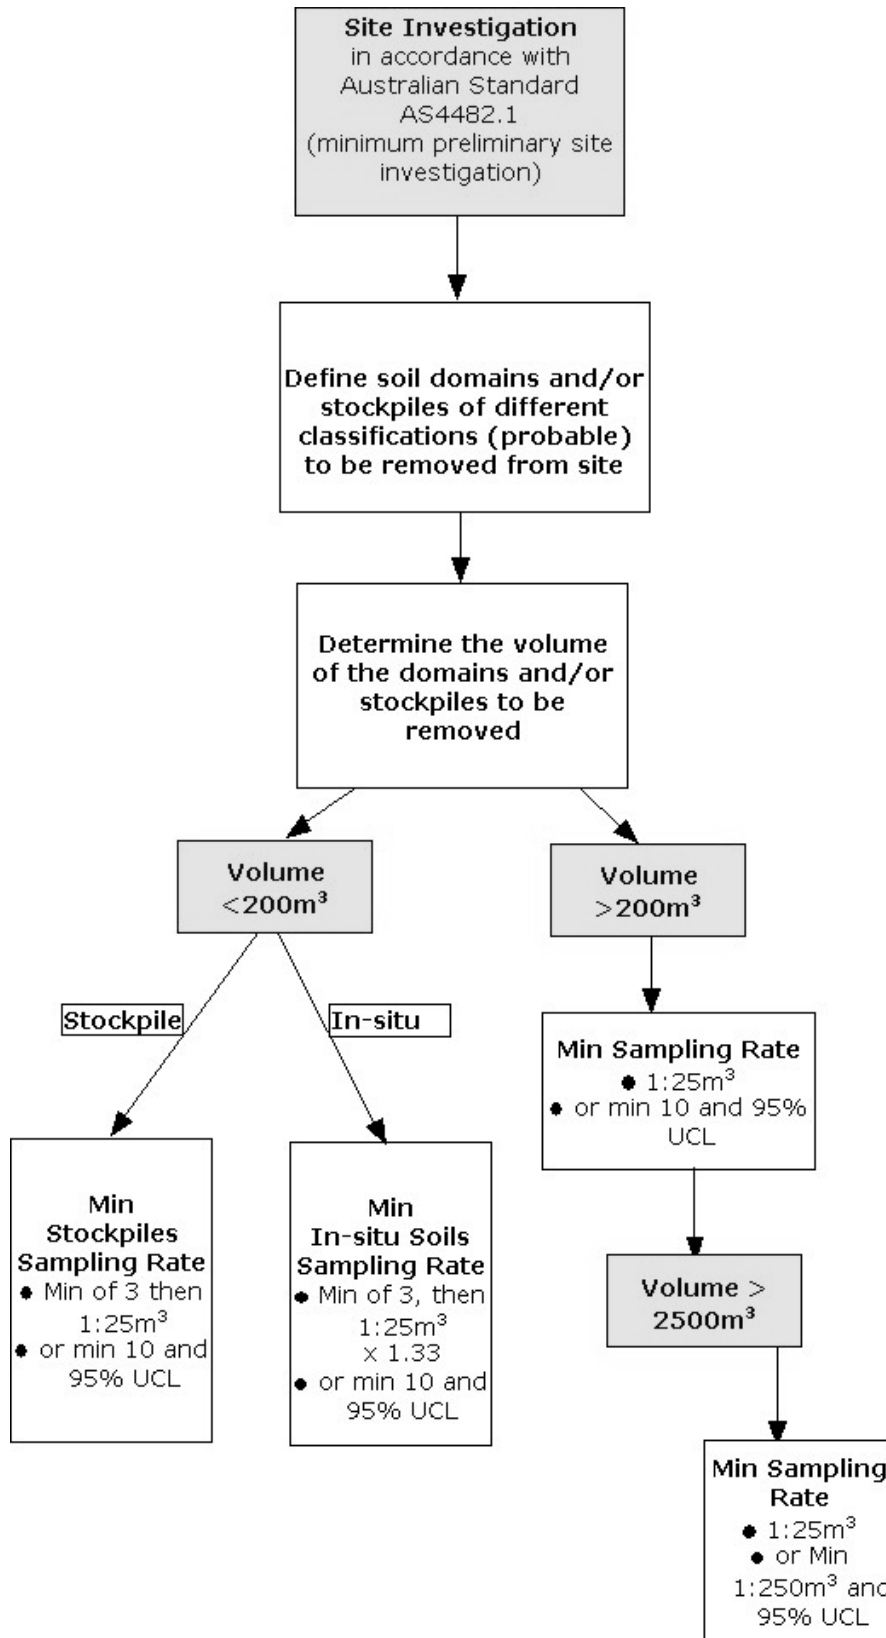 Site Investigation
in accordance with
Australian Standard
AS4482.1
(minimum preliminary site
investigation)
Define soil domains and/or
stockpiles of different
classifications (probable)
to be removed from site
Determine the volume
of the domains and/or
stockpiles to be
removed
Volume
<200m³
Volume
>200m³
Stockpile
In-situ
Min Sampling Rate
● 1:25m³
● or min 10 and 95%
UCL
Min
Stockpiles
Sampling Rate
● Min of 3 then
1:25m³
● or min 10 and
95% UCL
Min
In-situ Soils
Sampling Rate
● Min of 3, then
1:25m³
x 1.33
● or min 10 and
95% UCL
Volume >
2500m³
Min Sampling
Rate
● 1:25m³
● or Min
1:250m³ and
95% UCL